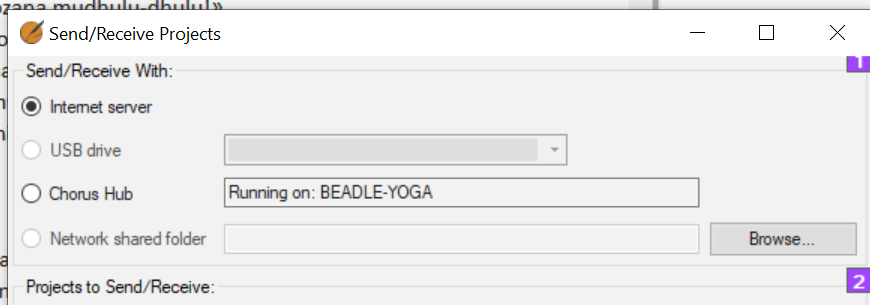 ozana mudhulu-dhulu!»
Send/Receive Projects
Send/Receive With:
1
Internet server
USB drive
Chorus Hub
Running on: BEADLE-YOGA
Network shared folder
Browse...
Projects to Send/Receive:
2